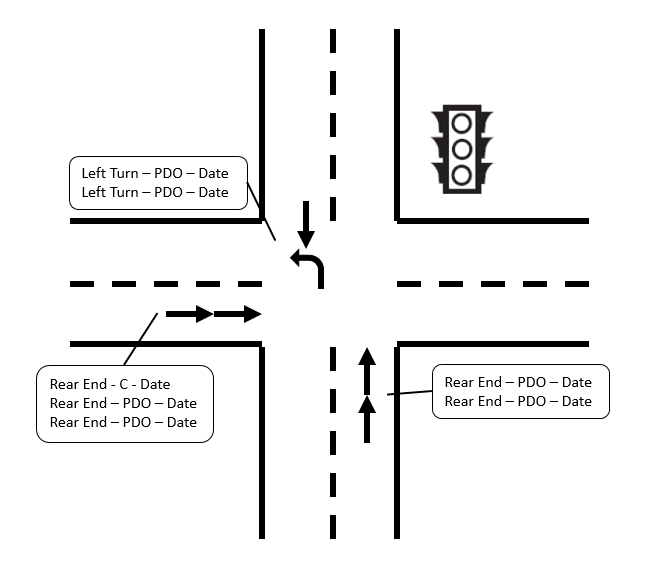 Left Turn – PDO – Date
Left Turn – PDO – Date
Rear End - C - Date
Rear End – PDO – Date
Rear End – PDO – Date
Rear End – PDO – Date
Rear End – PDO – Date